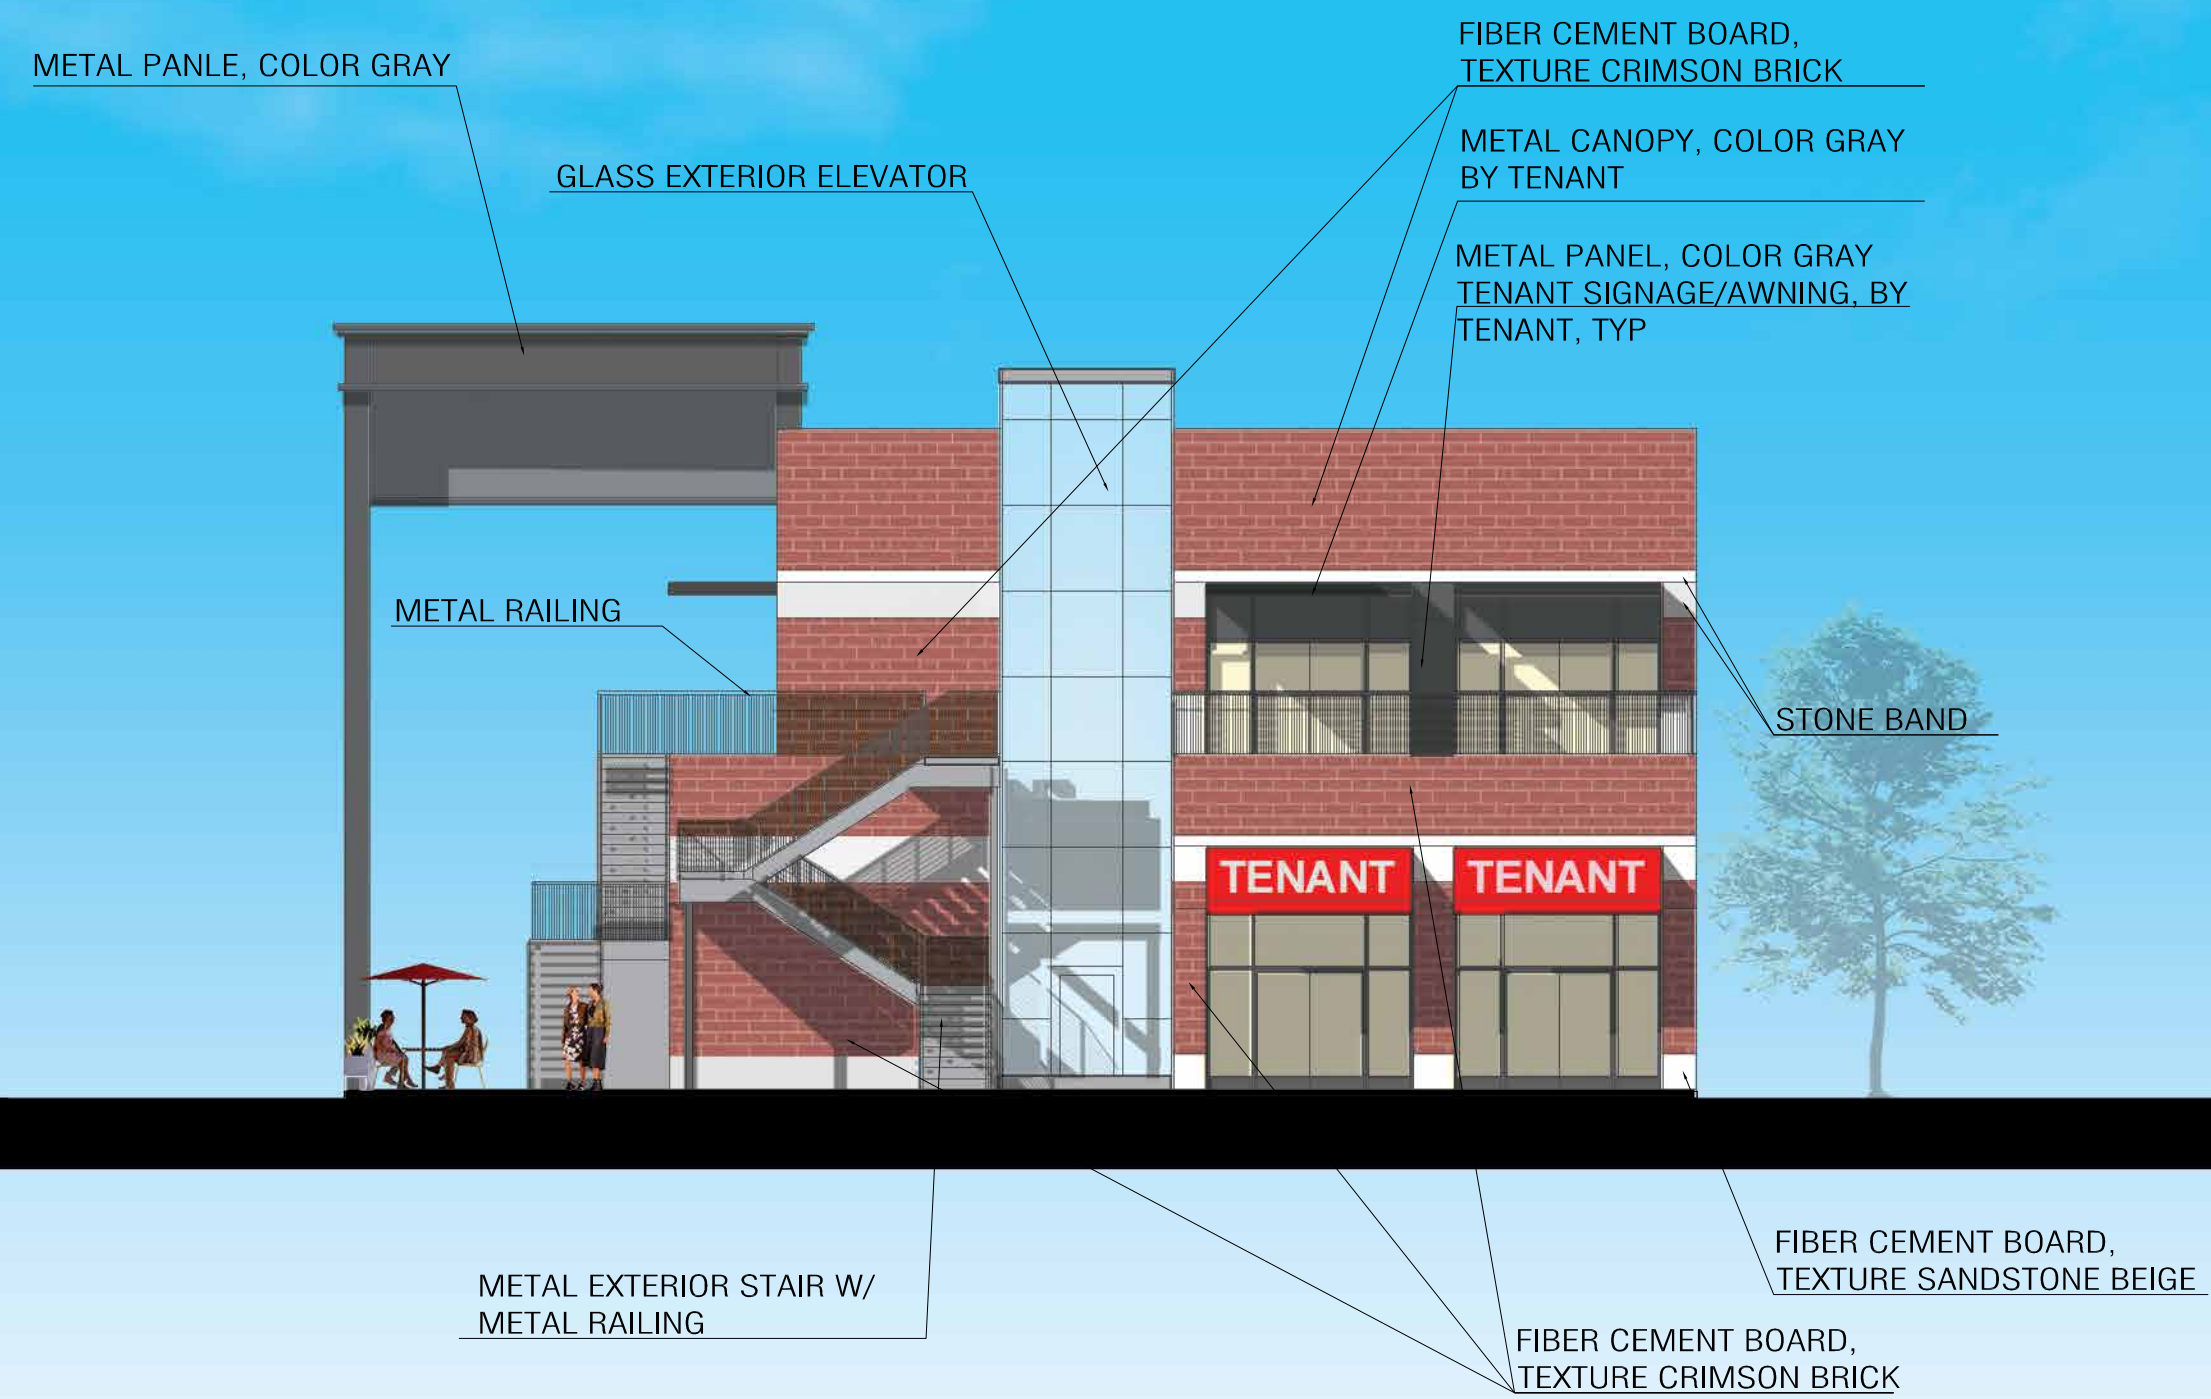 METAL PANLE, COLOR GRAY
GLASS EXTERIOR ELEVATOR
FIBER CEMENT BOARD,
TEXTURE CRIMSON BRICK
METAL CANOPY, COLOR GRAY
BY TENANT
METAL PANEL, COLOR GRAY
TENANT SIGNAGE/AWNING, BY
TENANT, TYP
METAL RAILING
STONE BAND
TENANT
TENANT
METAL EXTERIOR STAIR W/
METAL RAILING
FIBER CEMENT BOARD,
TEXTURE SANDSTONE BEIGE
FIBER CEMENT BOARD,
TEXTURE CRIMSON BRICK